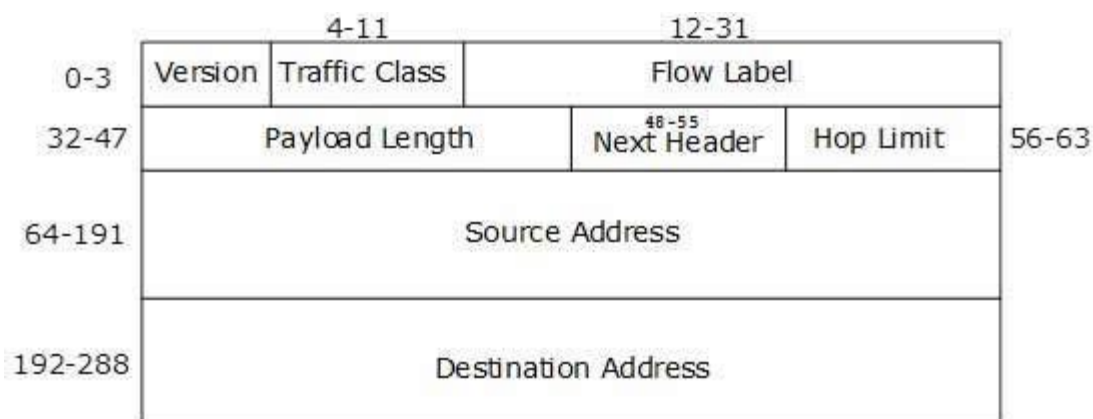 4-11 12-31
0-3 Version Traffic Class Flow Label
48-55
32-47 Payload Length Next Header Hop Limit 56-63
64-191 Source Address
192-288 Destination Address